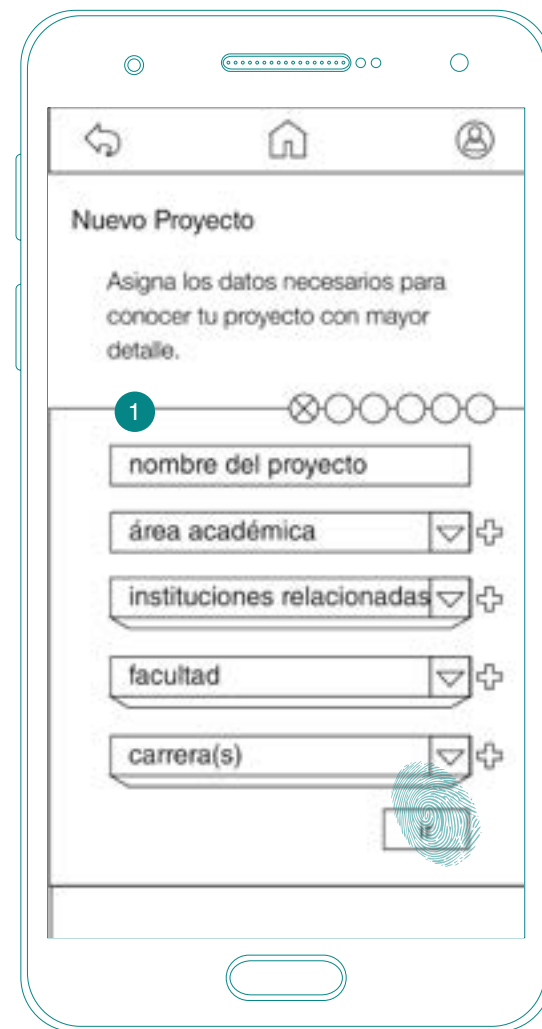 Nuevo Proyecto
Asigna los datos necesarios para
conocer tu proyecto con mayor
detalle.
1
nombre del proyecto
área académica
instituciones relacionadas
facultad
carrera(s)
ir